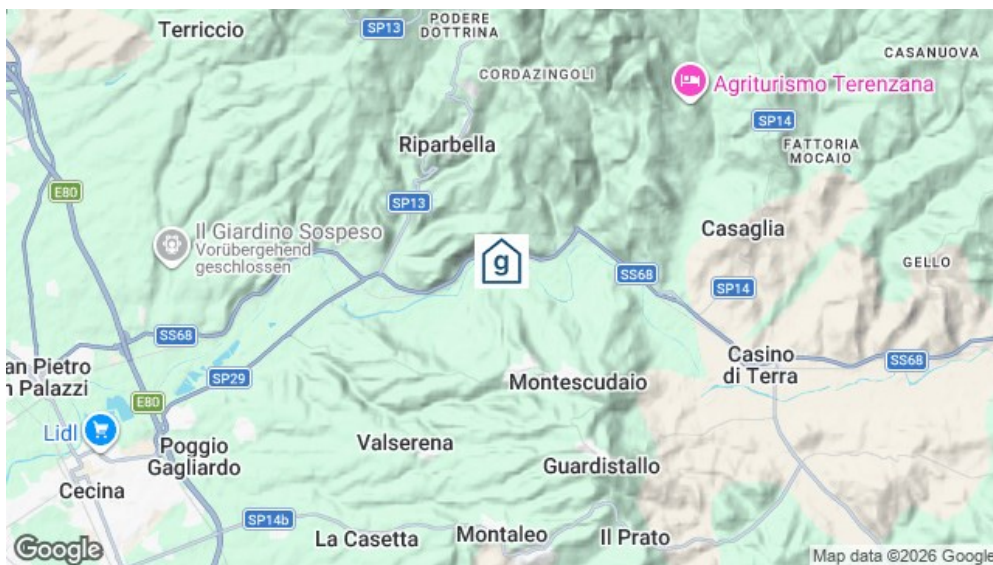 Terriccio
SP13
PODERE
DOTTRINA
CASANUOVA
CORDAZINGOLI
Agriturismo Terenzana
SP14
Riparbella
FATTORIA
MOCAIO
E80
SP13
Il Giardino Sospeso
Vorübergehend
geschlossen
Casaglia
g
GELLO
SS68
SP14
SS68
an Pietro
n Palazzi
SP29
Casino
di Terra
SS68
Montescudaio
E80
Lidl
Poggio
Gagliardo
Valserena
Guardistallo
Cecina
SP14b
La Casetta
Montaleo
Il Prato
Google
Map data ©2026 Google